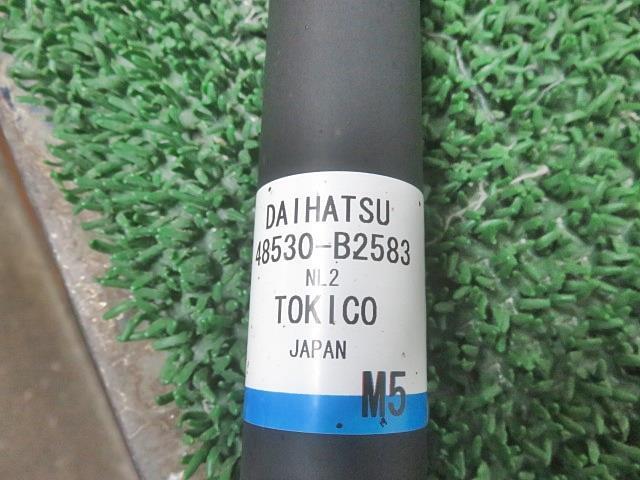 DAIHATSU
48530-B2583
NL2
TOKICO
JAPAN
M5